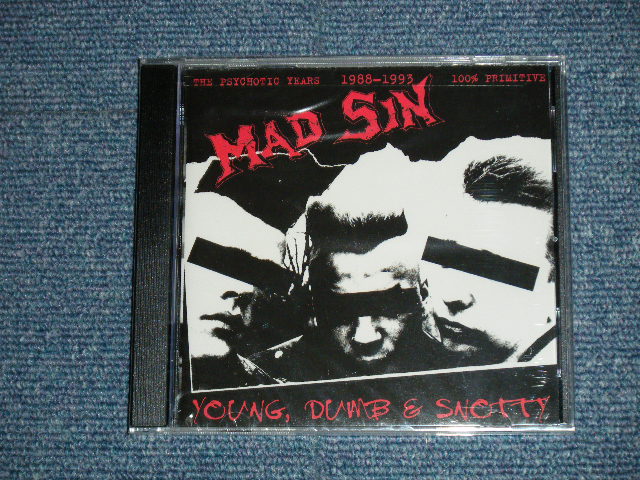 THE PSYCHOTIC YEARS 1988-1993 100% PRIMITIVE
MAD SIN
YOUNG, DUMB & SNOTTY